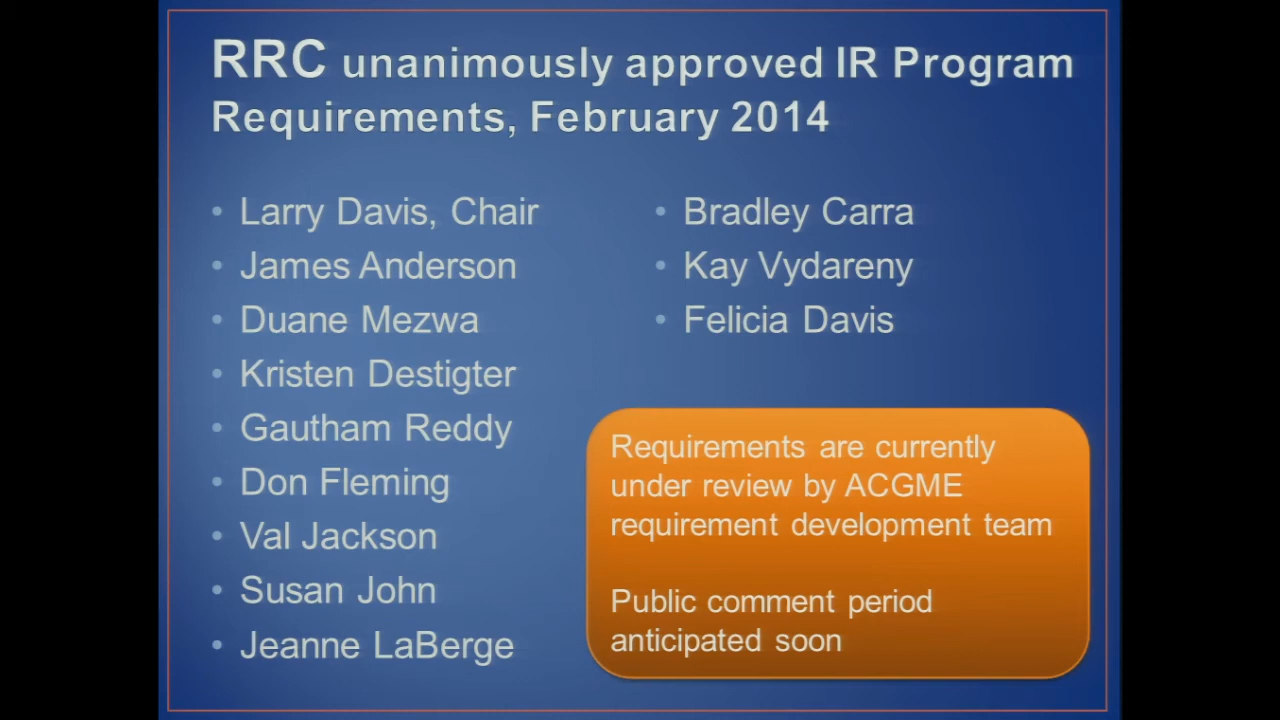 RRC unanimously approved IR Program
Requirements, February 2014
• Larry Davis, Chair
• James Anderson
• Duane Mezwa
• Kristen Destigter
• Gautham Reddy
• Don Fleming
• Val Jackson
• Susan John
• Jeanne LaBerge
• Bradley Carra
• Kay Vydareny
• Felicia Davis
Requirements are currently
under review by ACGME
requirement development team
Public comment period
anticipated soon